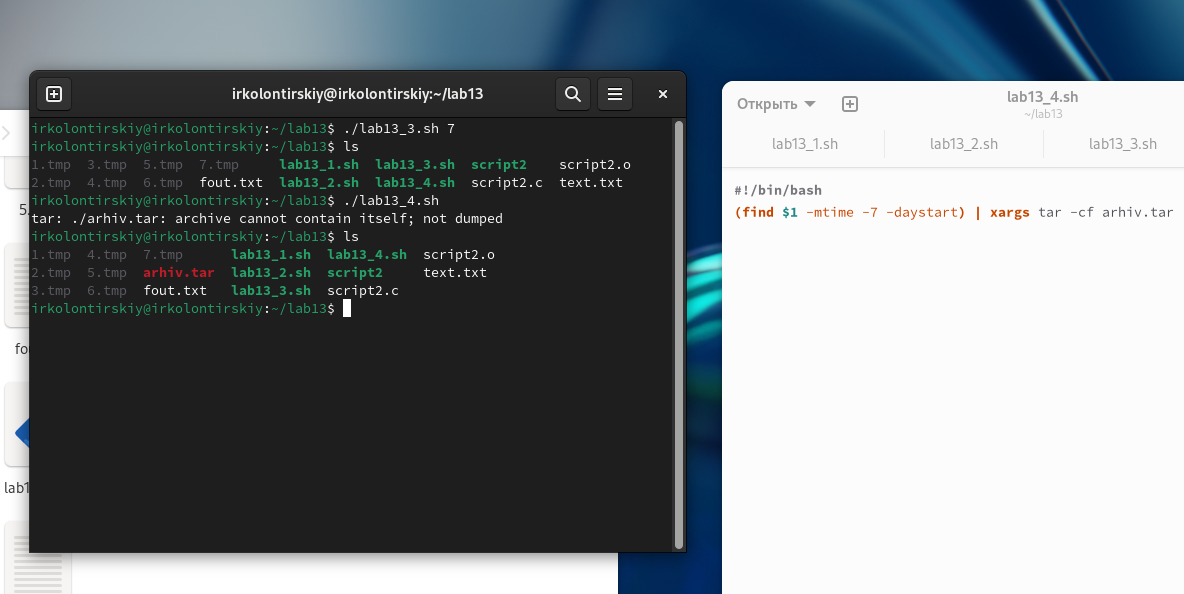 irkolontirskiy@irkolontirskiy:~/lab13
irkolontirskiy@irkolontirskiy:~/lab13$ ./lab13_3.sh 7
irkolontirskiy@irkolontirskiy:~/lab13$ ls
1.tmp  3.tmp  5.tmp  7.tmp     lab13_1.sh  lab13_3.sh  script2    script2.o
2.tmp  4.tmp  6.tmp  fout.txt  lab13_2.sh  lab13_4.sh  script2.c  text.txt
irkolontirskiy@irkolontirskiy:~/lab13$ ./lab13_4.sh
tar: ./arhiv.tar: archive cannot contain itself; not dumped
irkolontirskiy@irkolontirskiy:~/lab13$ ls
1.tmp  4.tmp  7.tmp      lab13_1.sh  lab13_4.sh  script2.o
2.tmp  5.tmp  arhiv.tar  lab13_2.sh  script2     text.txt
3.tmp  6.tmp  fout.txt   lab13_3.sh  script2.c
irkolontirskiy@irkolontirskiy:~/lab13$
Открыть
lab13_4.sh
~/lab13
lab13_1.sh lab13_2.sh lab13_3.sh
#!/bin/bash
(find $1 -mtime -7 -daystart) | xargs tar -cf arhiv.tar